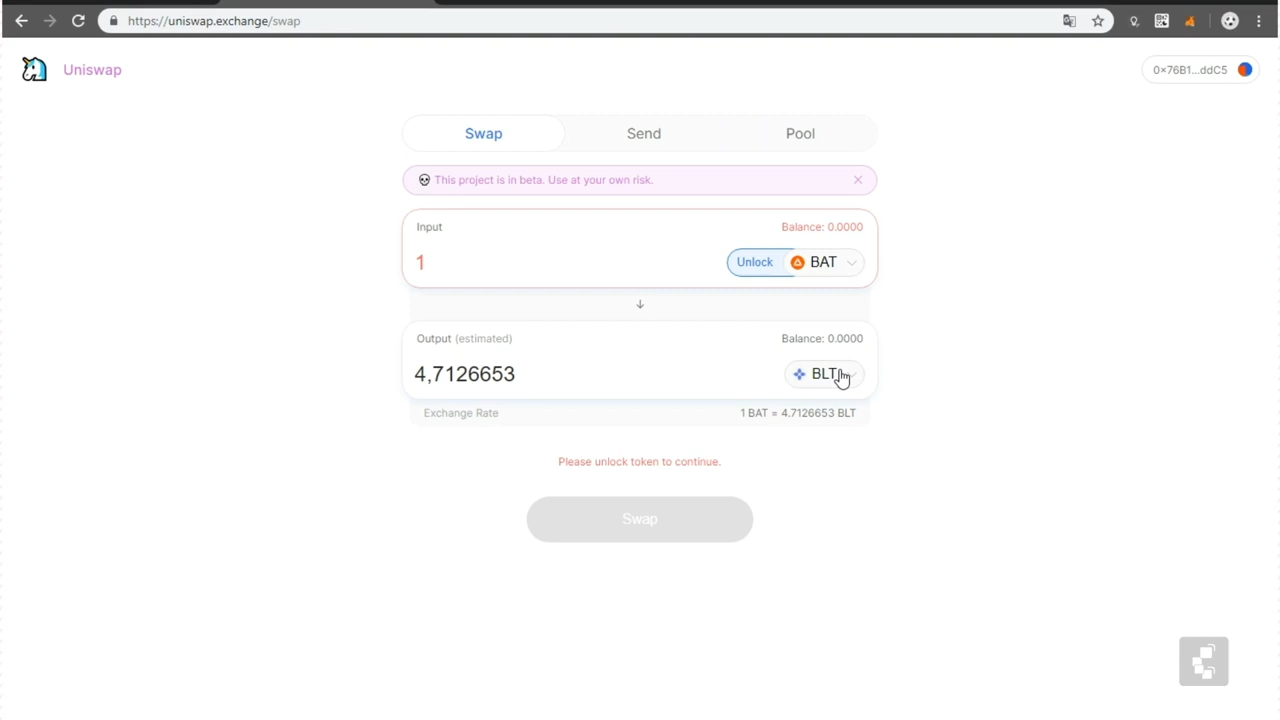 https://uniswap.exchange/swap
Uniswap
0×76B1...ddC5
Swap Send Pool
This project is in beta. Use at your own risk.
Input Balance: 0.0000
1 Unlock BAT
Output (estimated) Balance: 0.0000
4,7126653 BLT
Exchange Rate 1 BAT = 4.7126653 BLT
Please unlock token to continue.
Swap